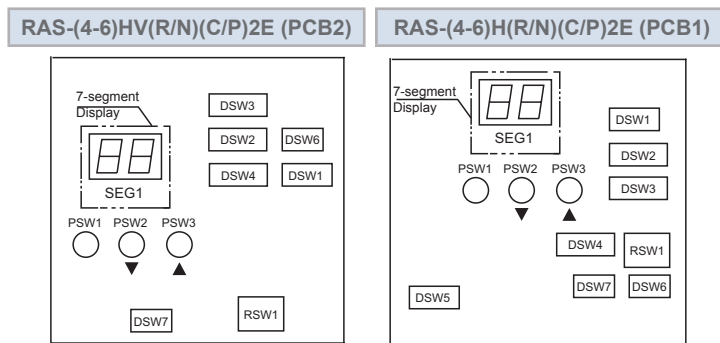 RAS-(4-6)HV(R/N)(C/P)2E (PCB2)
7-segment
Display
SEG1
PSW1 PSW2 PSW3
▼ ▲
DSW3
DSW2 DSW6
DSW4 DSW1
DSW7
RSW1
RAS-(4-6)H(R/N)(C/P)2E (PCB1)
7-segment
Display
SEG1
PSW1 PSW2 PSW3
▼ ▲
DSW1
DSW2
DSW3
DSW4 RSW1
DSW7 DSW6
DSW5